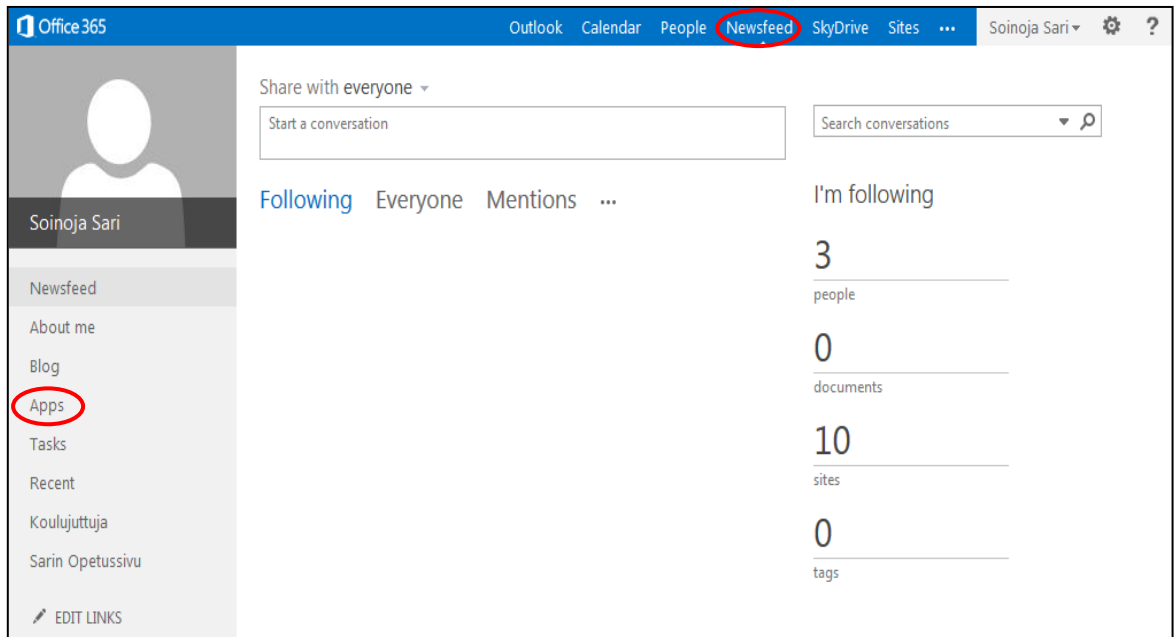 Office 365 Outlook Calendar People Newsfeed SkyDrive Sites ••• Soinoja Sari ?
Soinoja Sari
Newsfeed
About me
Blog
Apps
Tasks
Recent
Koulujuttuja
Sarin Opetussivu
EDIT LINKS
Share with everyone
Start a conversation
Following Everyone Mentions •••
Search conversations
I'm following
3
people
0
documents
10
sites
0
tags